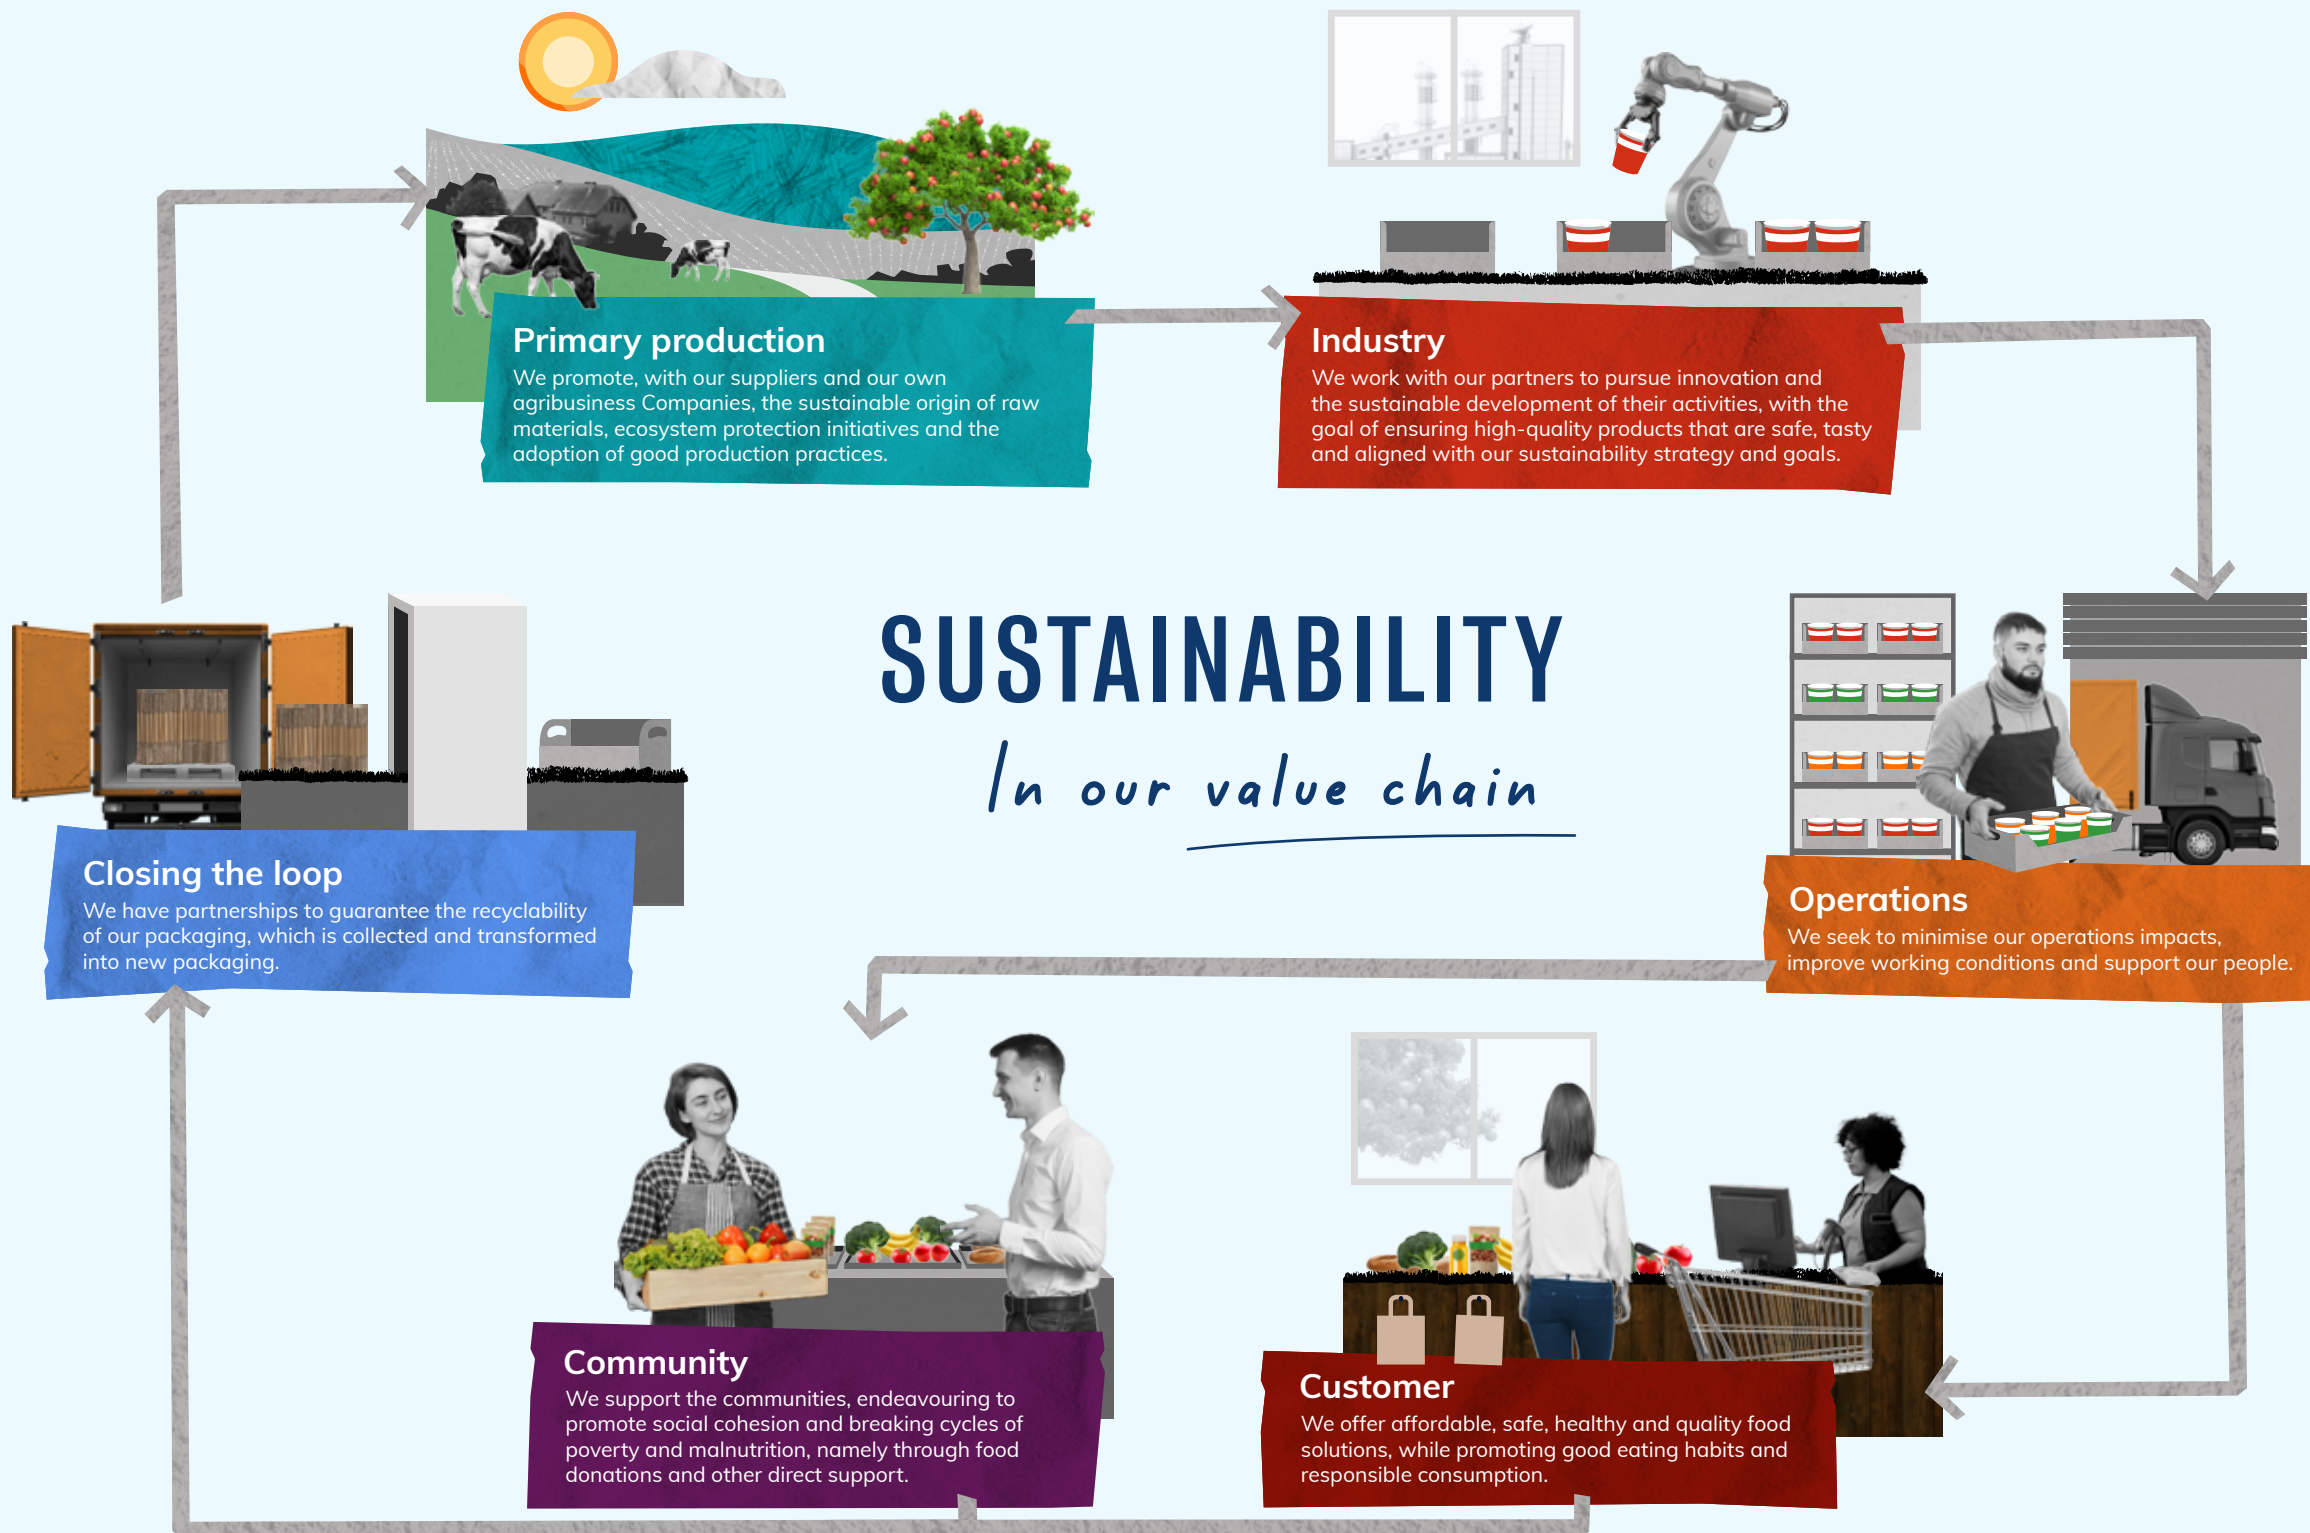 Primary production
We promote, with our suppliers and our own
agribusiness Companies, the sustainable origin of raw
materials, ecosystem protection initiatives and the
adoption of good production practices.
Industry
We work with our partners to pursue innovation and
the sustainable development of their activities, with the
goal of ensuring high-quality products that are safe, tasty
and aligned with our sustainability strategy and goals.
SUSTAINABILITY
In our value chain
Closing the loop
We have partnerships to guarantee the recyclability
of our packaging, which is collected and transformed
into new packaging.
Operations
We seek to minimise our operations impacts,
improve working conditions and support our people.
Community
We support the communities, endeavouring to
promote social cohesion and breaking cycles of
poverty and malnutrition, namely through food
donations and other direct support.
Customer
We offer affordable, safe, healthy and quality food
solutions, while promoting good eating habits and
responsible consumption.